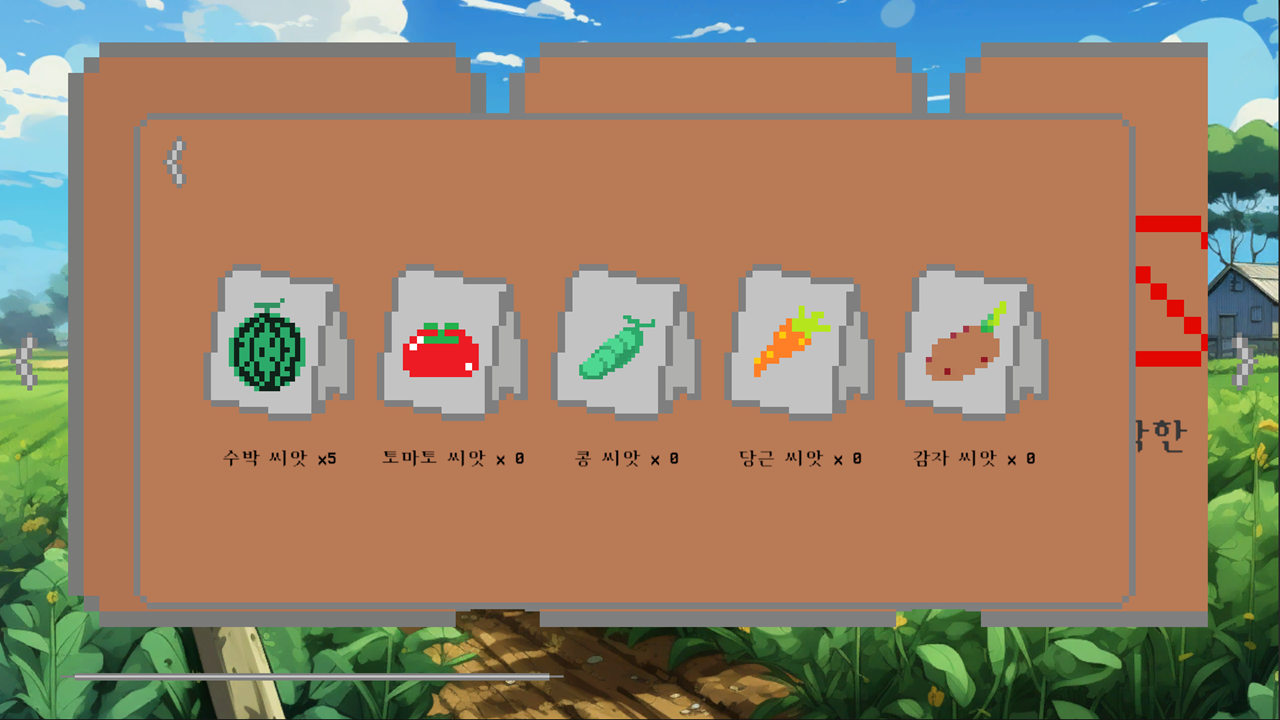 수박 씨앗 x5
토마토 씨앗 x 0
콩 씨앗 x 0
당근 씨앗 x 0
감자 씨앗 x 0
한